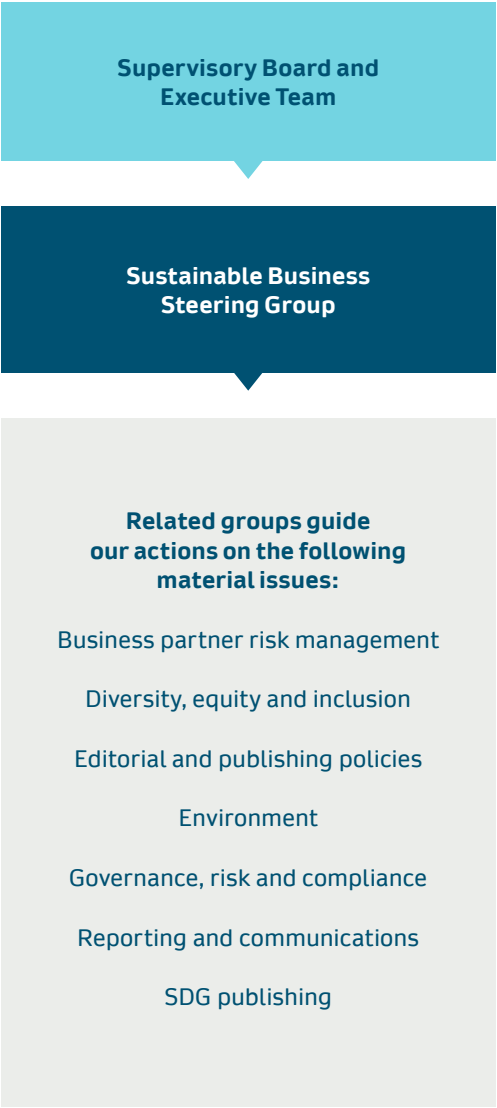 Supervisory Board and
Executive Team
Sustainable Business
Steering Group
Related groups guide
our actions on the following
material issues:
Business partner risk management
Diversity, equity and inclusion
Editorial and publishing policies
Environment
Governance, risk and compliance
Reporting and communications
SDG publishing